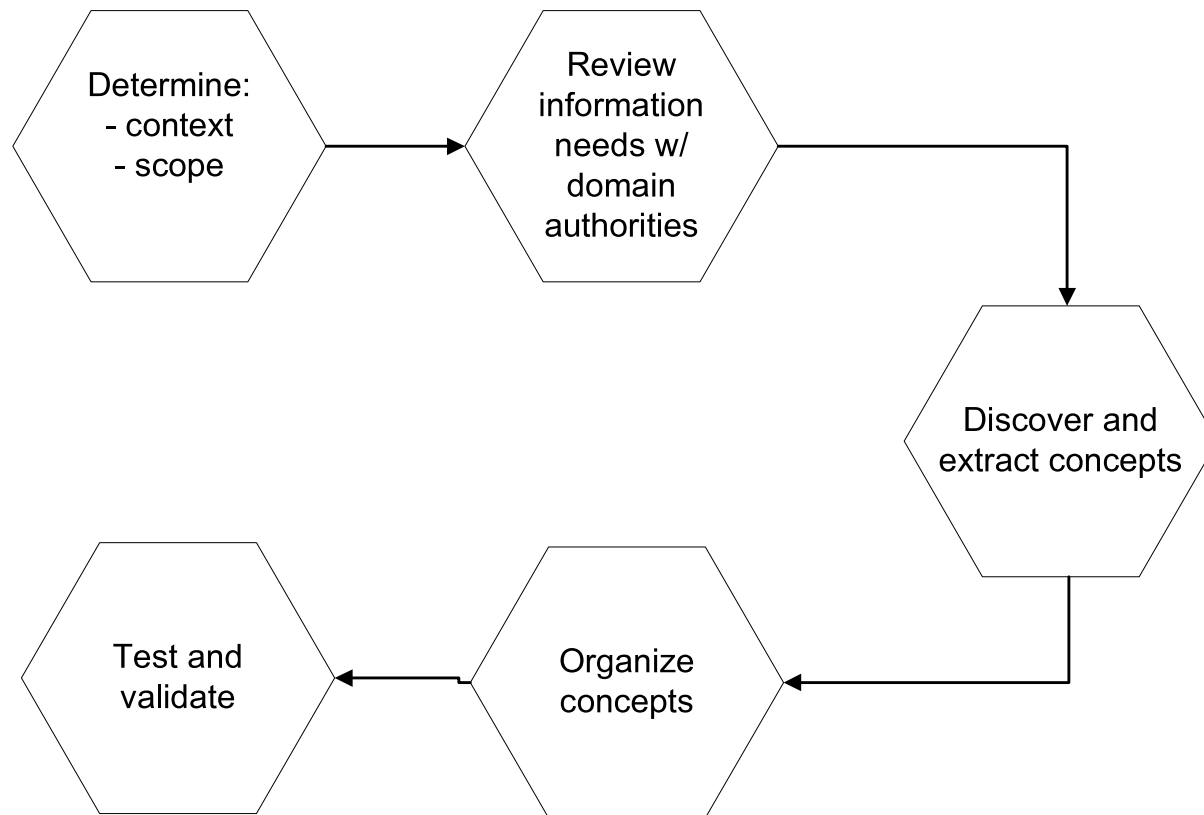 Determine:
- context
- scope
Review
information
needs w/
domain
authorities
Discover and
extract concepts
Organize
concepts
Test and
validate